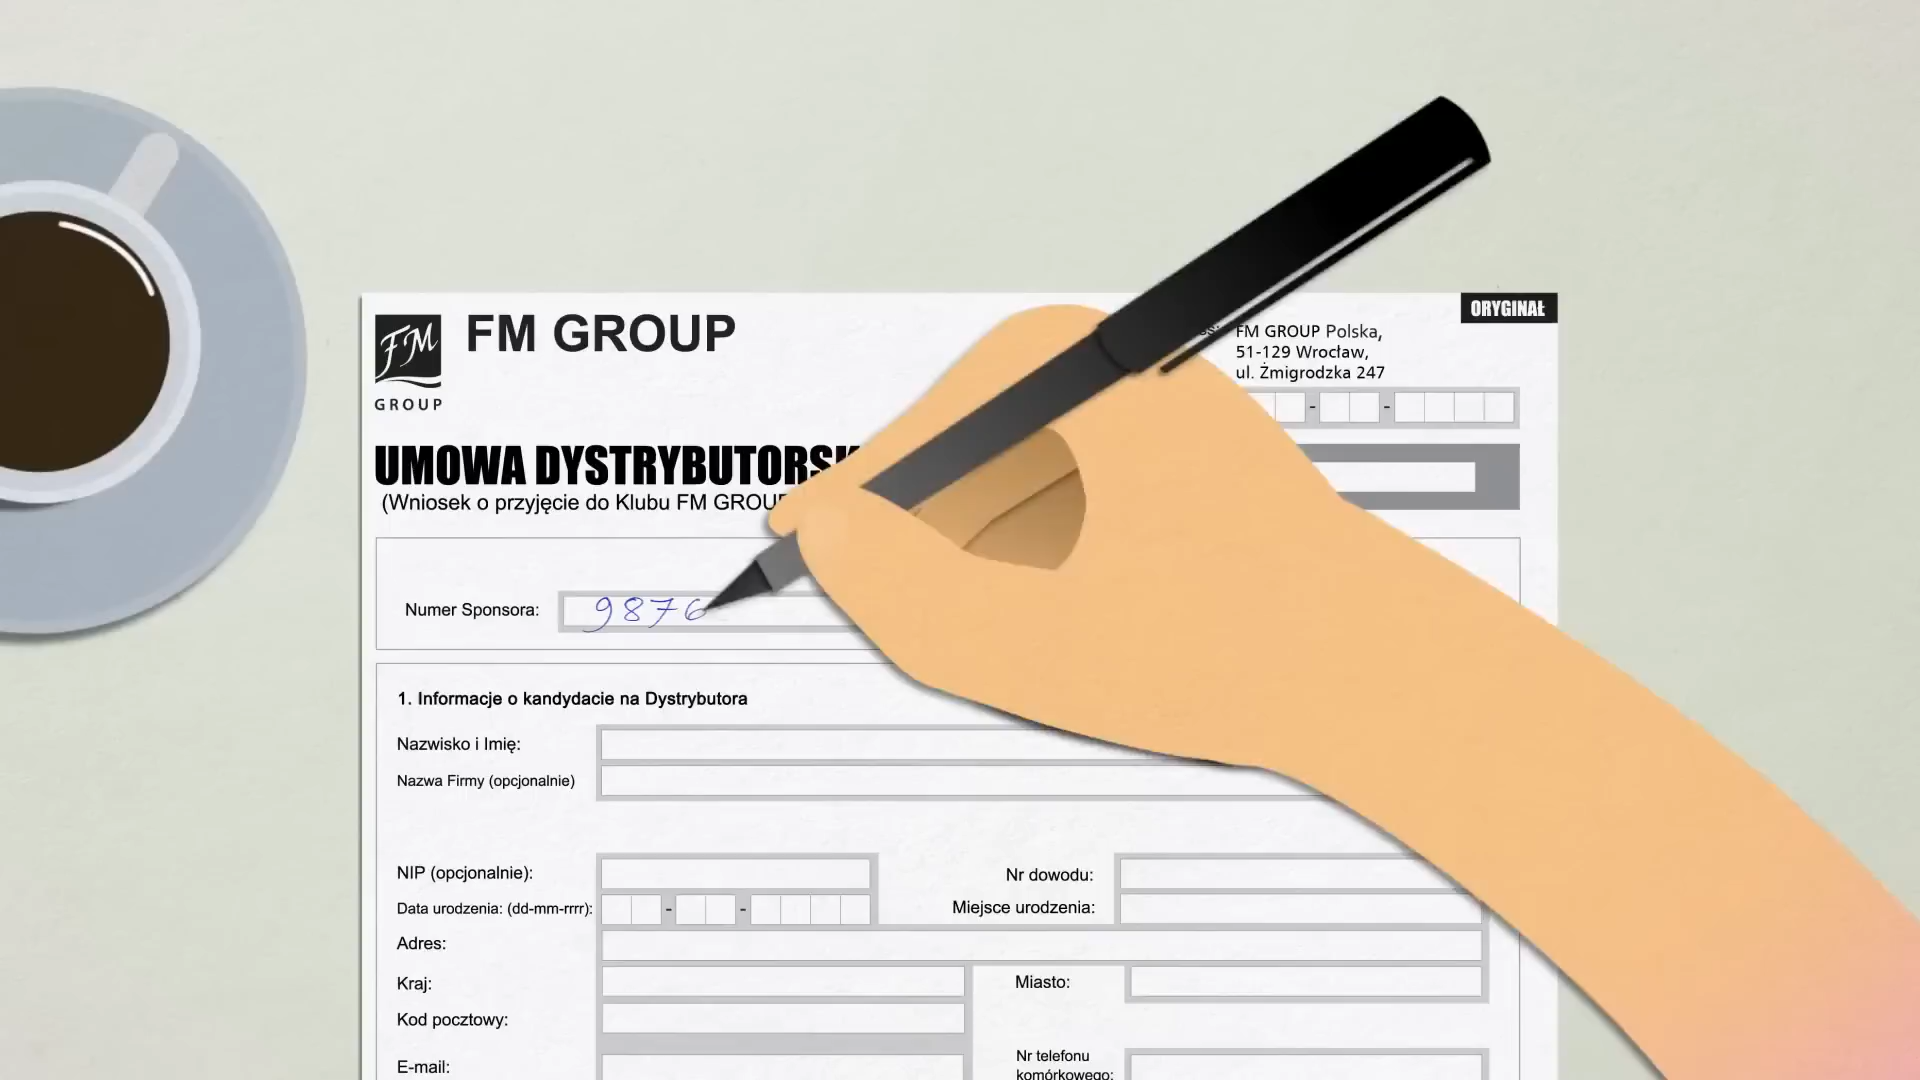 ORYGINAŁ
FM
GROUP
FM GROUP
FM GROUP Polska,
51-129 Wrocław,
ul. Żmigrodzka 247
UMOWA
(Wniosek o przyjęcie do Klubu FM
Numer Sponsora: 9876
1. Informacje o kandydacie na Dystrybutora
Nazwisko i Imię:
Nazwa Firmy (opcjonalnie)
NIP (opcjonalnie):
Nr dowodu:
Data urodzenia: (dd-mm-rrrr): - -
Miejsce urodzenia:
Adres:
Kraj:
Miasto:
Kod pocztowy:
E-mail:
Nr telefonu
komórkowego: